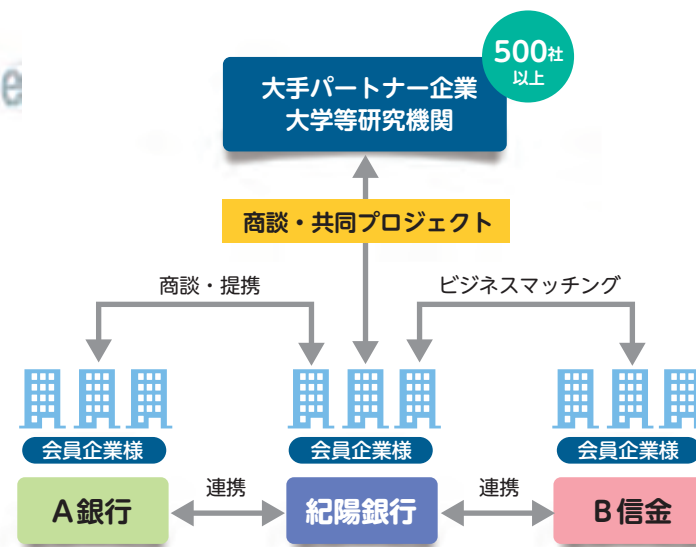 500社
以上
大手パートナー企業
大学等研究機関
商談・共同プロジェクト
商談・提携
ビジネスマッチング
会員企業様
会員企業様
会員企業様
A銀行
連携
紀陽銀行
連携
B信金